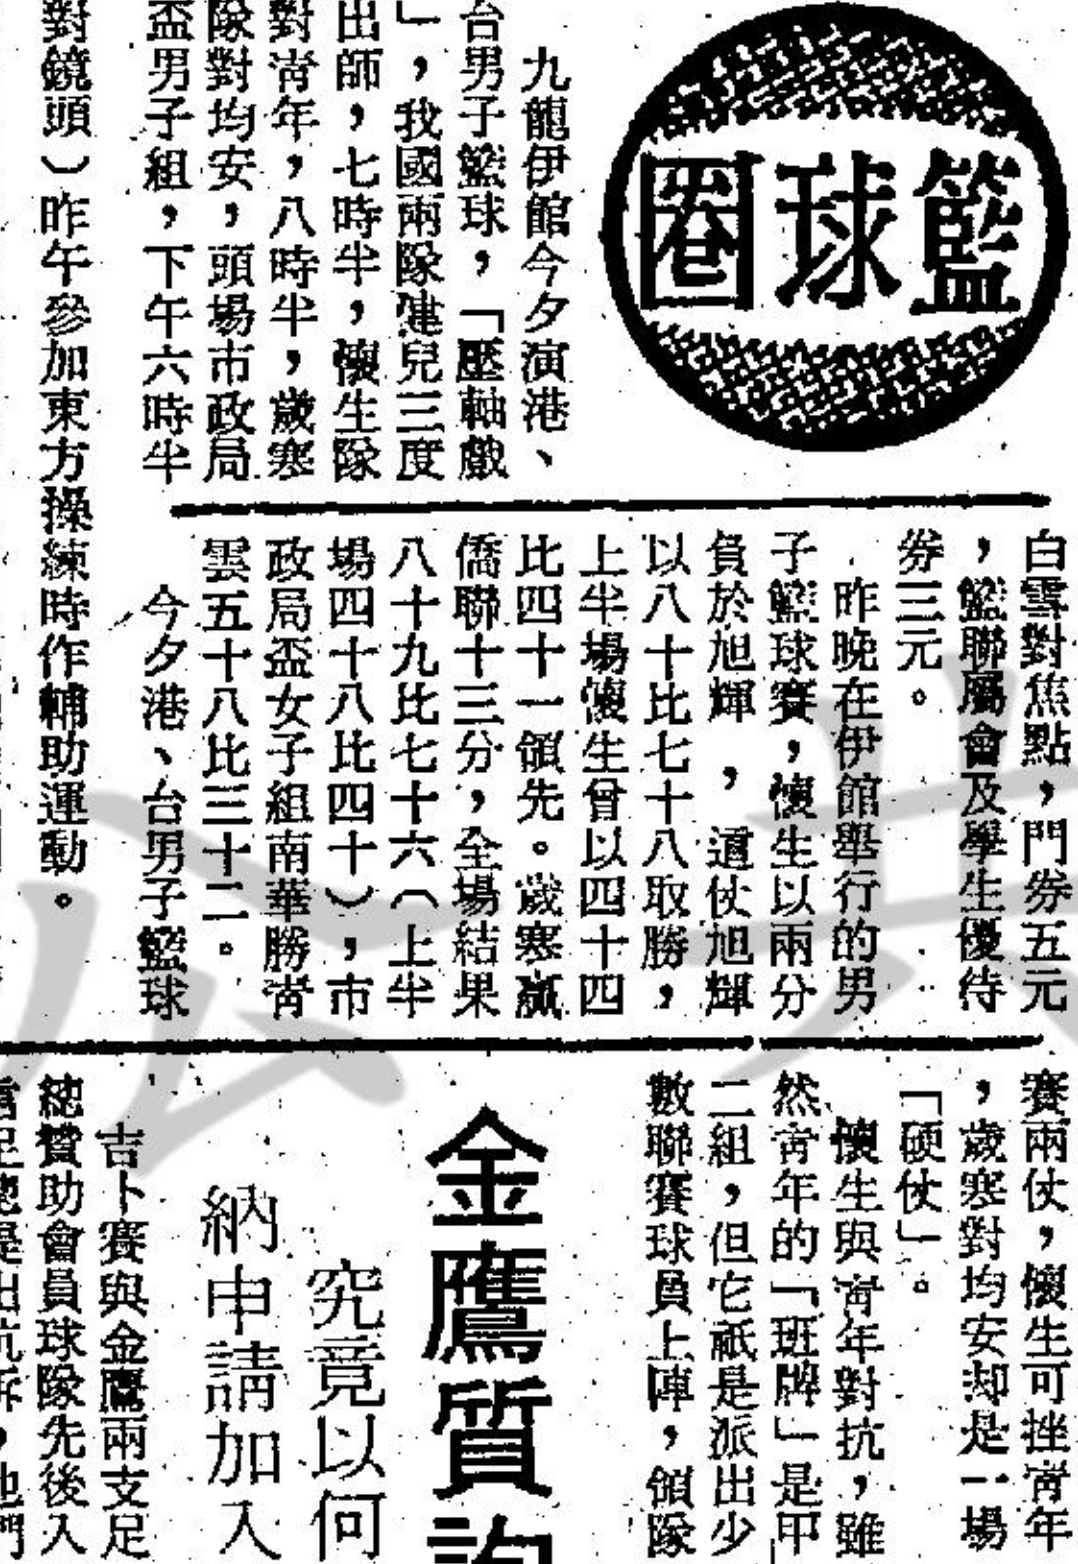 籃球圈
九龍伊館今夕演港、
台男子籃球，「壓軸戲
」，我國兩隊健兒三度
出師，七時半，懷生隊
對青年，八時半，歲寒
隊對均安，頭場市政局
盃男子組，下午六時半
白雪對焦點，門券五元
，籃聯屬會及學生優待
券三元。
昨晚在伊館舉行的男
子籃球賽，懷生以兩分
負於旭輝，這仗旭輝
以八十比七十八取勝，
上半場懷生曾以四十四
比四十一領先。歲寒贏
僑聯十三分，全場結果
八十九比七十六（上半
場四十八比四十），市
政局盃女子組南華勝青
雲五十八比三十二。
今夕港、台男子籃球
賽兩仗，懷生可挫青年
，歲寒對均安却是一場
「硬仗」。
懷生與青年對抗，雖
然青年的「班牌」是甲
二組，但它祇是派出少
數聯賽球員上陣，領隊
對鏡頭）昨午參加東方操練時作輔助運動。
金鷹質詢
究竟以何
納申請加入
吉卜賽與金鷹兩支足
總贊助會員球隊先後入